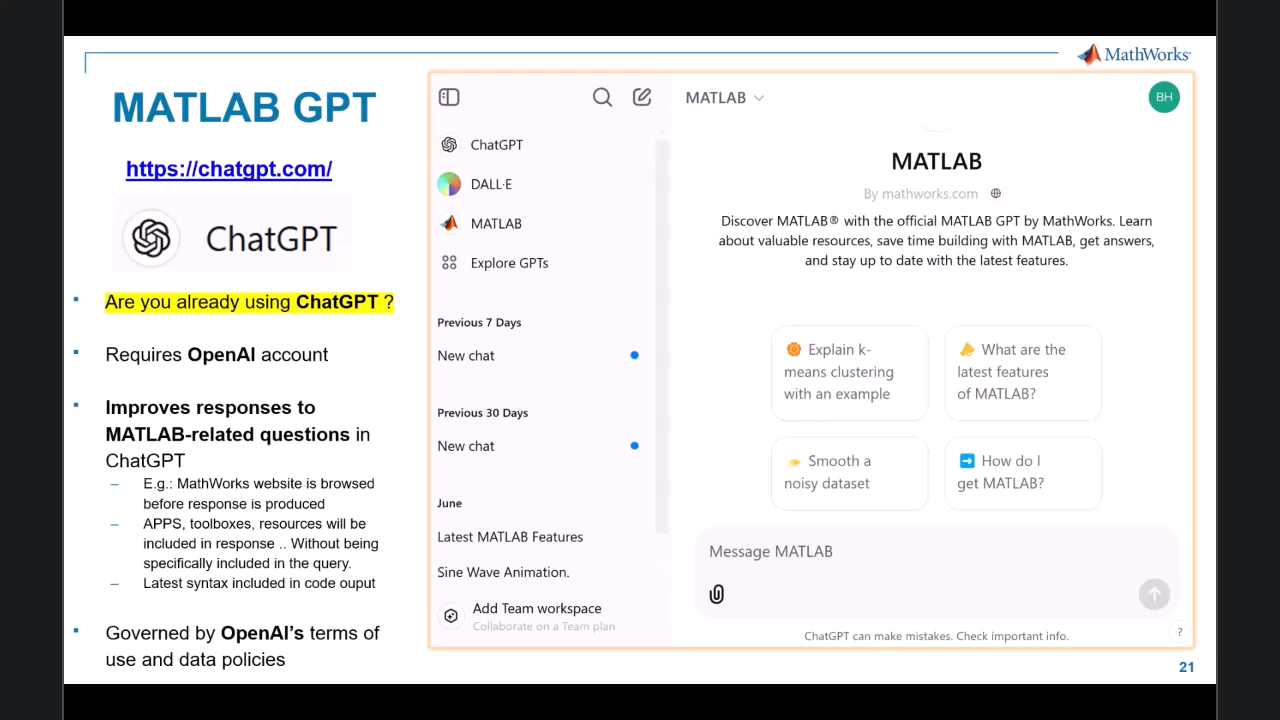 MathWorks®
MATLAB GPT
https://chatgpt.com/
ChatGPT
Are you already using ChatGPT ?
Requires OpenAI account
Improves responses to
MATLAB-related questions in
ChatGPT
– E.g.: MathWorks website is browsed
before response is produced
– APPS, toolboxes, resources will be
included in response .. Without being
specifically included in the query.
– Latest syntax included in code ouput
Governed by OpenAI’s terms of
use and data policies
ChatGPT
DALL·E
MATLAB
Explore GPTs
Previous 7 Days
New chat
Previous 30 Days
New chat
June
Latest MATLAB Features
Sine Wave Animation.
Add Team workspace
Collaborate on a Team plan
MATLAB
BH
MATLAB
By mathworks.com
Discover MATLAB® with the official MATLAB GPT by MathWorks. Learn
about valuable resources, save time building with MATLAB, get answers,
and stay up to date with the latest features.
Explain k-
means clustering
with an example
What are the
latest features
of MATLAB?
Smooth a
noisy dataset
How do I
get MATLAB?
Message MATLAB
ChatGPT can make mistakes. Check important info.
?
21